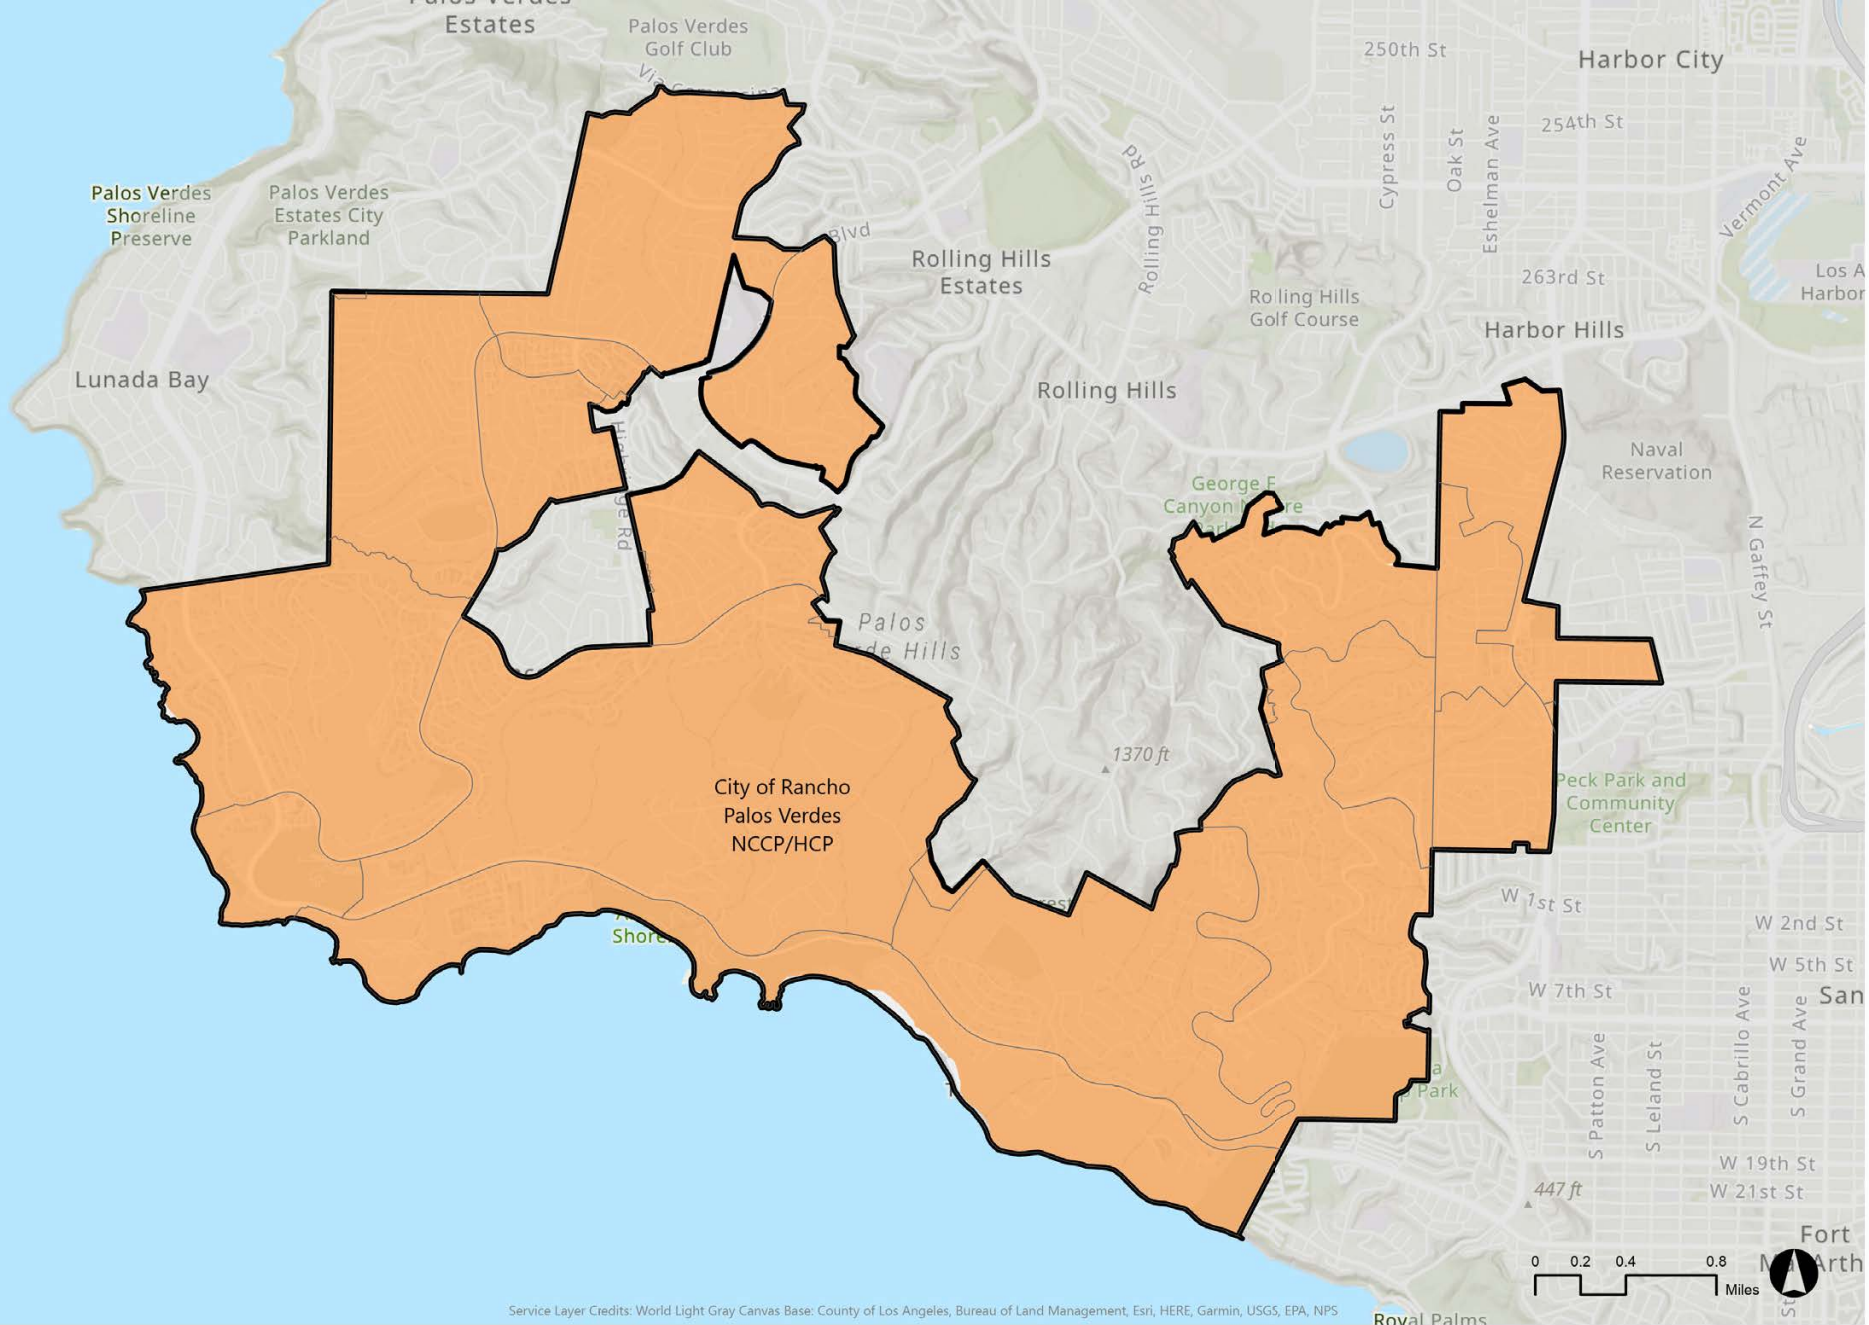 Estates
Palos Verdes
Golf Club
250th St
Harbor City
254th St
Cypress St
Oak St
Eshelman Ave
Vermont Ave
Rolling Hills Rd
Palos Verdes
Shoreline
Preserve
Palos Verdes
Estates City
Parkland
Blvd
Rolling Hills
Estates
263rd St
Los A
Harbor
Rolling Hills
Golf Course
Harbor Hills
Lunada Bay
Rolling Hills
Naval
Reservation
George F
Canyon
N Gaffey St
Rd
Palos
Hills
1370 ft
City of Rancho
Palos Verdes
NCCP/HCP
Peck Park and
Community
Center
W 1st St
W 2nd St
W 5th St
W 7th St
San
S Patton Ave
S Leland St
S Cabrillo Ave
S Grand Ave
Park
W 19th St
W 21st St
447 ft
Fort
0 0.2 0.4 0.8
Miles
Service Layer Credits: World Light Gray Canvas Base: County of Los Angeles, Bureau of Land Management, Esri, HERE, Garmin, USGS, EPA, NPS
Royal Palms